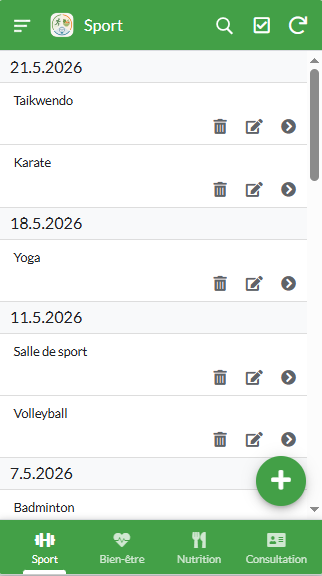 Sport
21.5.2026
Taikwendo
Karate
18.5.2026
Yoga
11.5.2026
Salle de sport
Volleyball
7.5.2026
Badminton
Sport
Bien-être
Nutrition
Consultation